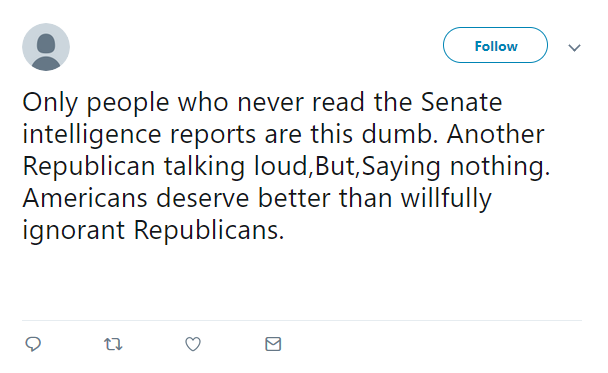 Follow
Only people who never read the Senate
intelligence reports are this dumb. Another
Republican talking loud,But,Saying nothing.
Americans deserve better than willfully
ignorant Republicans.